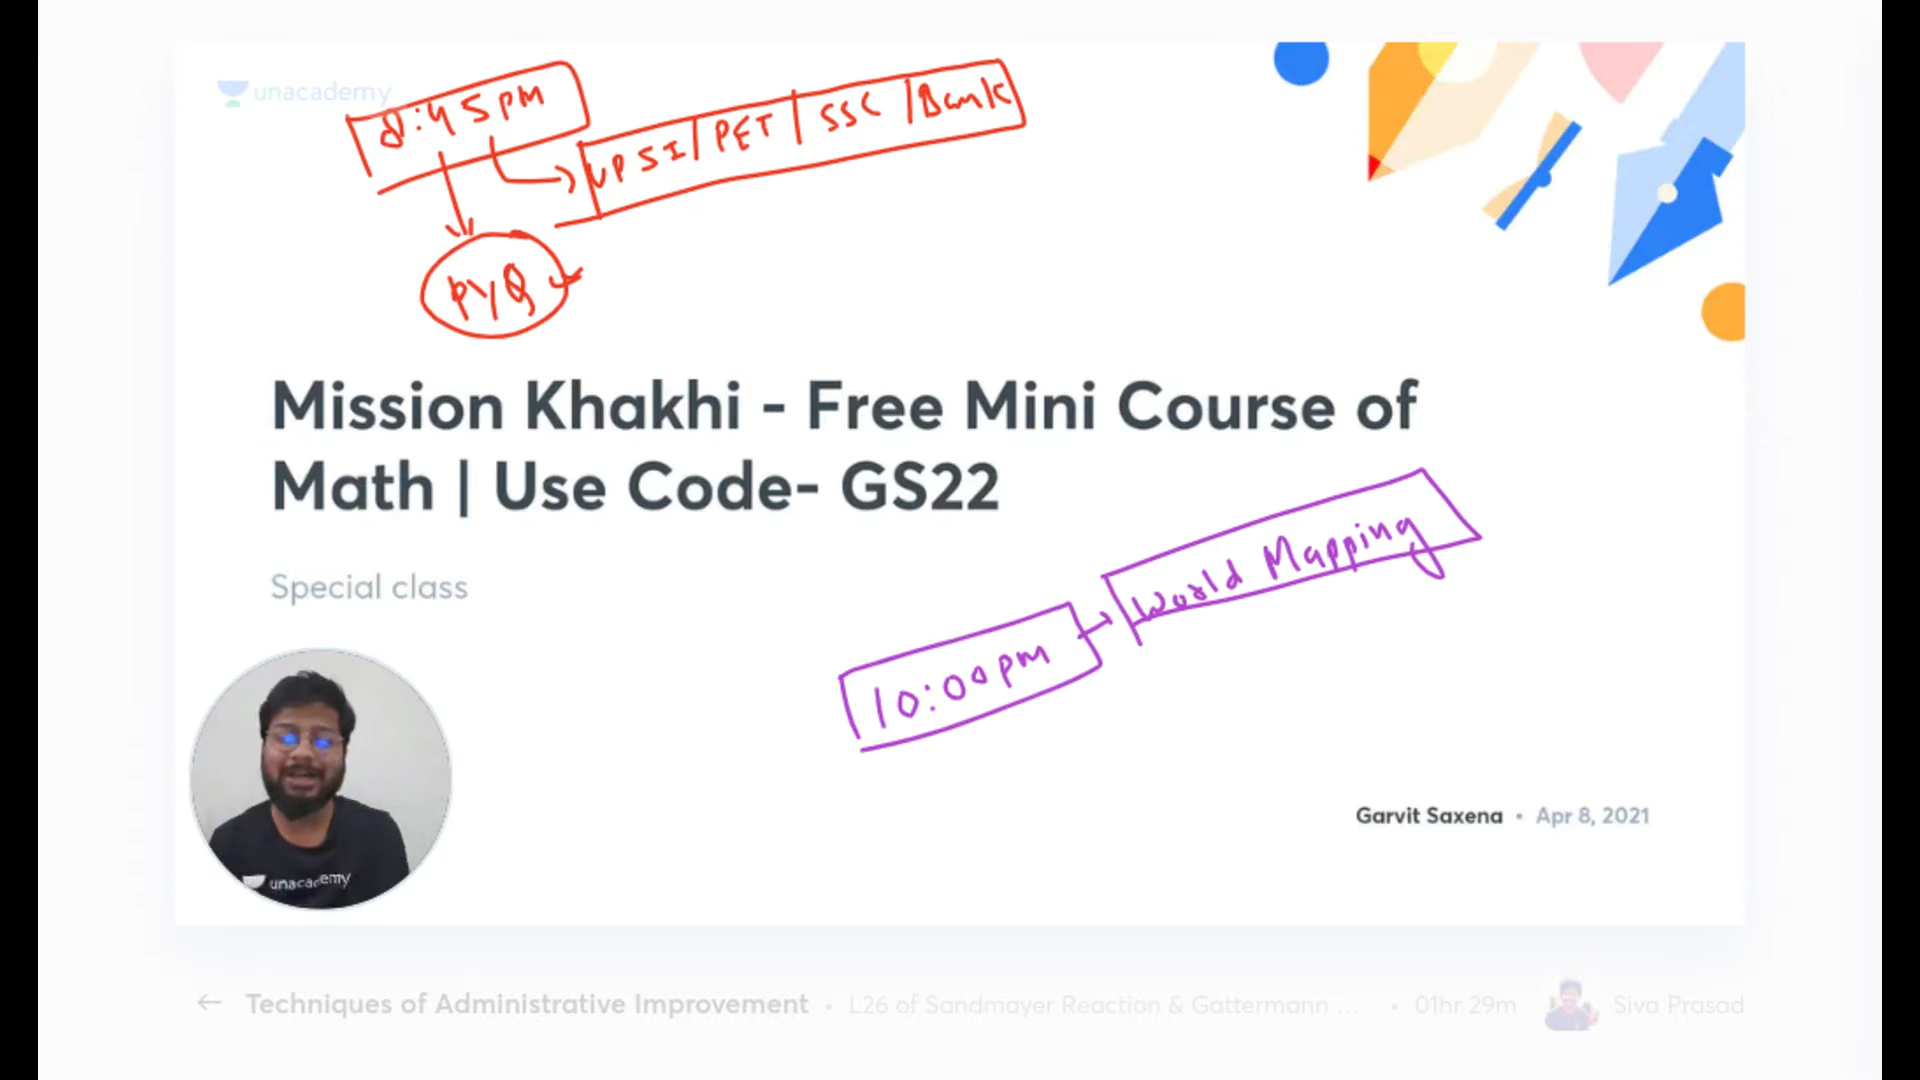 unacademy
8:45 pm
UPSI/PET/SSC/Bank
PYQ
Mission Khakhi - Free Mini Course of
Math | Use Code- GS22
Special class
World Mapping
10:00pm
Garvit Saxena • Apr 8, 2021
unacademy
← Techniques of Administrative Improvement • L26 of Sandmayer Reaction & Gattermann ... • 01hr 29m Siva Prasad